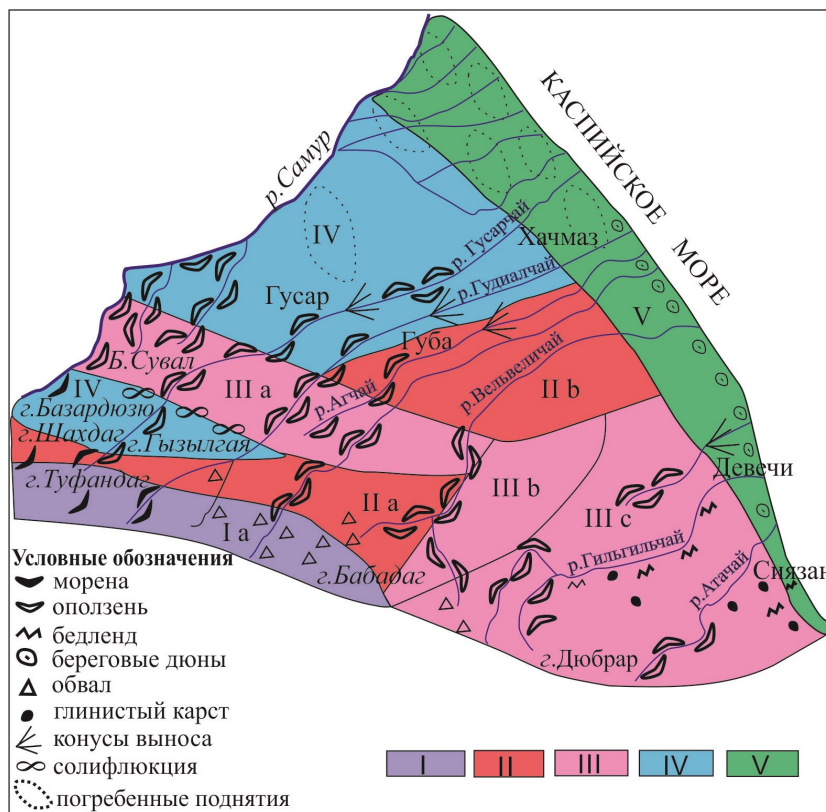 КАСПИЙСКОЕ МОРЕ
р.Самур
IV
р. Гусарчай
Хачмаз
р.Гудиалчай
Гусар
Губа
V
Б.Сувал
III a
р.Агчай
р.Вельвеличай
II b
IV
г.Базардюзю
г.Шахдаг
г.Гызылгая
г.Туфандаг
I a
II a
III b
III c
Девечи
г.Бабадаг
р.Гильгильчай
Сиязан
р.Атачай
г.Дюбрар
Условные обозначения
морена
оползень
бедленд
береговые дюны
обвал
глинистый карст
конусы выноса
солифлюкция
погребенные поднятия
I II III IV V